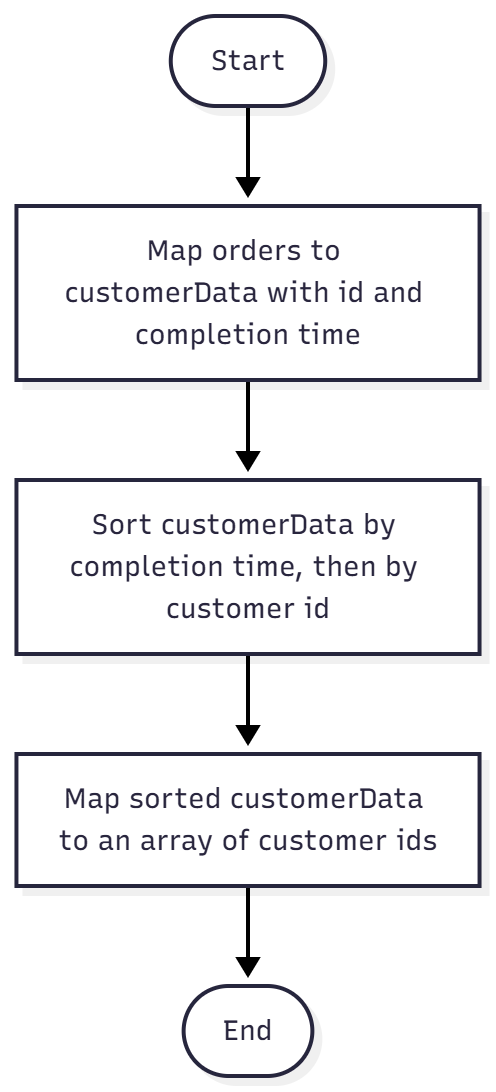 Start
Map orders to
customerData with id and
completion time
Sort customerData by
completion time, then by
customer id
Map sorted customerData
to an array of customer ids
End